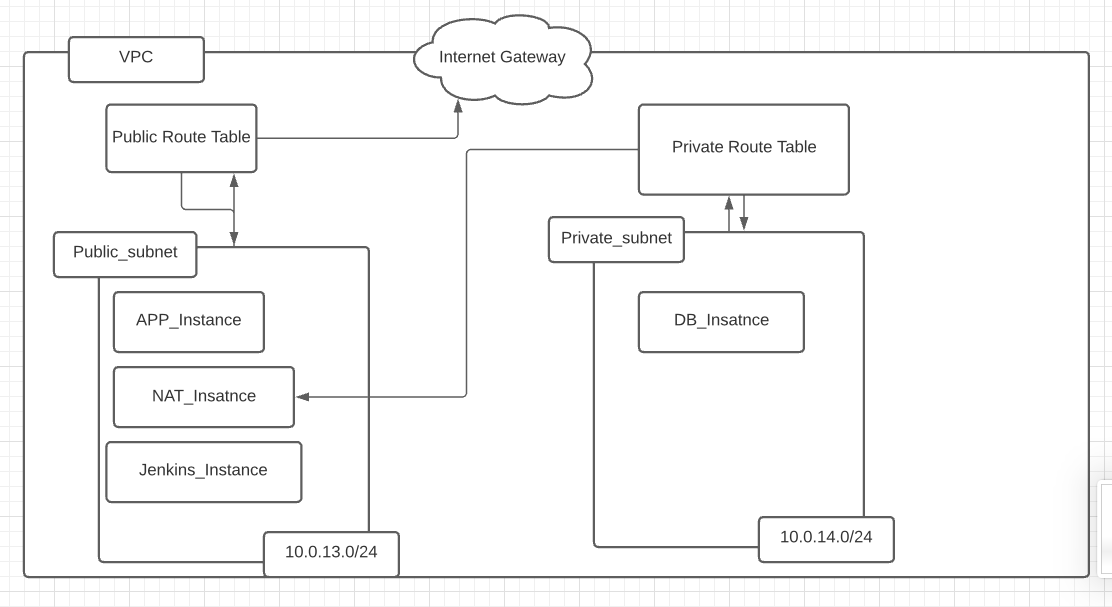 VPC
Internet Gateway
Public Route Table
Private Route Table
Public_subnet
Private_subnet
APP_Instance
DB_Insatnce
NAT_Insatnce
Jenkins_Instance
10.0.13.0/24
10.0.14.0/24